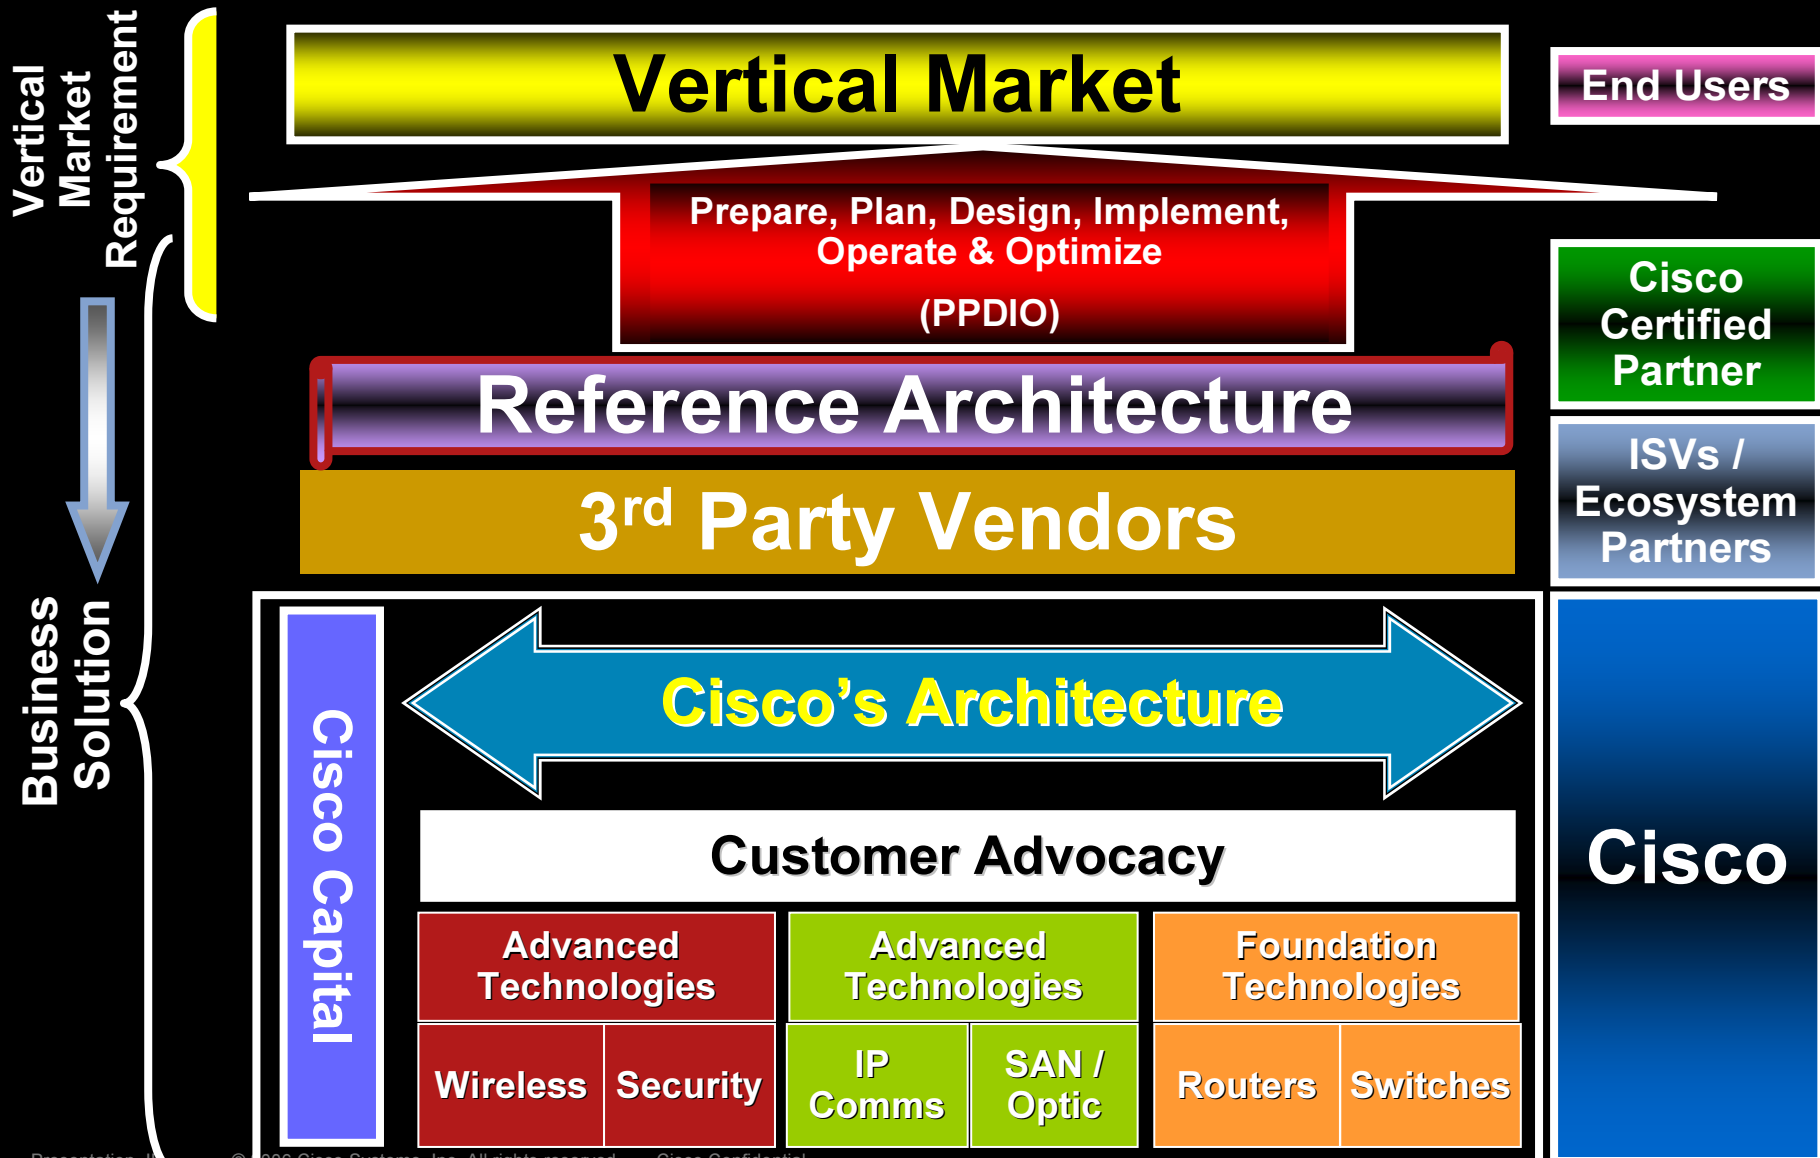 Vertical
Market
Requirement
Vertical Market
End Users
Prepare, Plan, Design, Implement,
Operate & Optimize
(PPDIO)
Cisco
Certified
Partner
Reference Architecture
ISVs /
Ecosystem
Partners
3rd Party Vendors
Business
Solution
Cisco Capital
Cisco's Architecture
Customer Advocacy
Cisco
Advanced
Technologies
Advanced
Technologies
Foundation
Technologies
Wireless
Security
IP
Comms
SAN /
Optic
Routers
Switches